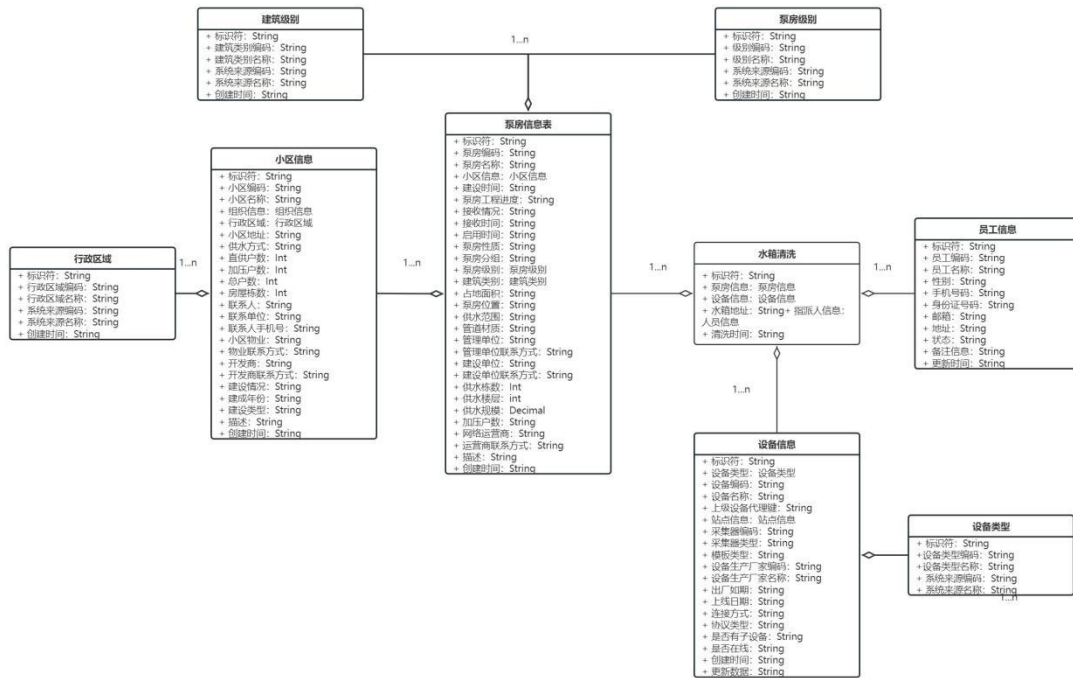 建筑级别
+ 标识符：String
+ 建筑类别编码：String
+ 建筑类别名称：String
+ 系统来源编码：String
+ 系统来源名称：String
+ 创建时间：String
1...n
泵房级别
+ 标识符：String
+ 级别编码：String
+ 级别名称：String
+ 系统来源编码：String
+ 系统来源名称：String
+ 创建时间：String
行政区域
+ 标识符：String
+ 行政区域编码：String
+ 行政区域名称：String
+ 系统来源编码：String
+ 系统来源名称：String
+ 创建时间：String
1...n
小区信息
+ 标识符：String
+ 小区编码：String
+ 小区名称：String
+ 组织信息：组织信息
+ 行政区域：行政区域
+ 小区地址：String
+ 供水方式：String
+ 直供户数：Int
+ 加压户数：Int
+ 总户数：Int
+ 房屋栋数：Int
+ 联系人：String
+ 联系单位：String
+ 联系人手机号：String
+ 小区物业：String
+ 物业联系方式：String
+ 开发商：String
+ 开发商联系方式：String
+ 建设情况：String
+ 建成年份：String
+ 建设类型：String
+ 描述：String
+ 创建时间：String
1...n
泵房信息表
+ 标识符：String
+ 泵房编码：String
+ 泵房名称：String
+ 小区信息：小区信息
+ 建设时间：String
+ 泵房工程进度：String
+ 接收情况：String
+ 接收时间：String
+ 启用时间：String
+ 泵房性质：String
+ 泵房分组：String
+ 泵房级别：泵房级别
+ 建筑类别：建筑类别
+ 占地面积：String
+ 泵房位置：String
+ 供水范围：String
+ 管道材质：String
+ 管理单位：String
+ 管理单位联系方式：String
+ 建设单位：String
+ 建设单位联系方式：String
+ 供水栋数：Int
+ 供水楼层：int
+ 供水规模：Decimal
+ 加压户数：String
+ 网络运营商：String
+ 运营商联系方式：String
+ 描述：String
+ 创建时间：String
1...n
水箱清洗
+ 标识符：String
+ 泵房信息：泵房信息
+ 设备信息：设备信息
+ 水箱地址：String+ 指派人信息：
人员信息
+ 清洗时间：String
1...n
员工信息
+ 标识符：String
+ 员工编码：String
+ 员工名称：String
+ 性别：String
+ 手机号码：String
+ 身份证号码：String
+ 邮箱：String
+ 地址：String
+ 状态：String
+ 备注信息：String
+ 更新时间：String
1...n
设备信息
+ 标识符：String
+ 设备类型：设备类型
+ 设备编码：String
+ 设备名称：String
+ 上级设备代理键：String
+ 站点信息：站点信息
+ 采集器编码：String
+ 采集器类型：String
+ 模板类型：String
+ 设备生产厂家编码：String
+ 设备生产厂家名称：String
+ 出厂如期：String
+ 上线日期：String
+ 连接方式：String
+ 协议类型：String
+ 是否有子设备：String
+ 是否在线：String
+ 创建时间：String
+ 更新数据：String
设备类型
+ 标识符：String
+设备类型编码：String
+设备类型名称：String
+ 系统来源编码：String
+ 系统来源名称：String
1...n